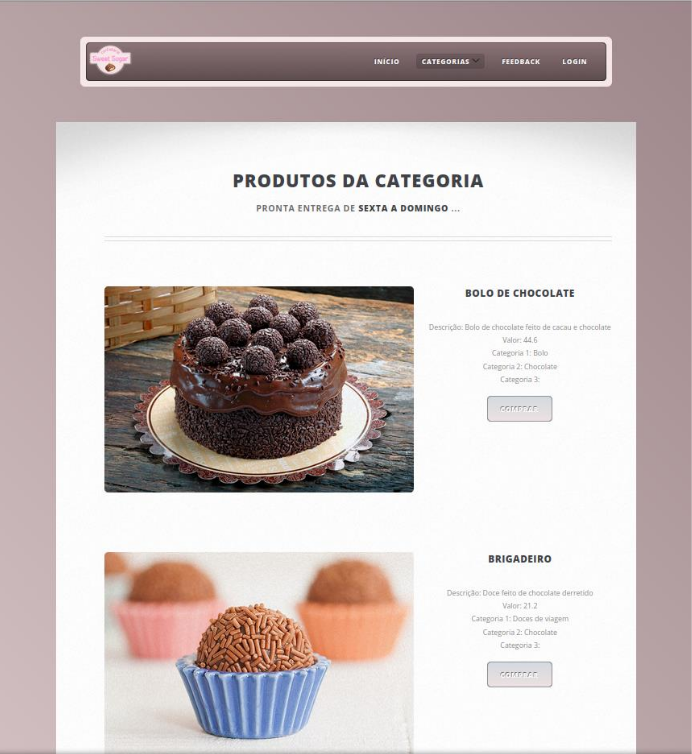 Sweet Sugar
INÍCIO CATEGORIAS FEEDBACK LOGIN
PRODUTOS DA CATEGORIA
PRONTA ENTREGA DE SEXTA A DOMINGO ...
BOLO DE CHOCOLATE
Descrição: Bolo de chocolate feito de cacau e chocolate
Valor: 44.6
Categoria 1: Bolo
Categoria 2: Chocolate
Categoria 3:
COMPRAR
BRIGADEIRO
Descrição: Doce feito de chocolate derretido
Valor: 21.2
Categoria 1: Doces de viagem
Categoria 2: Chocolate
Categoria 3:
COMPRAR